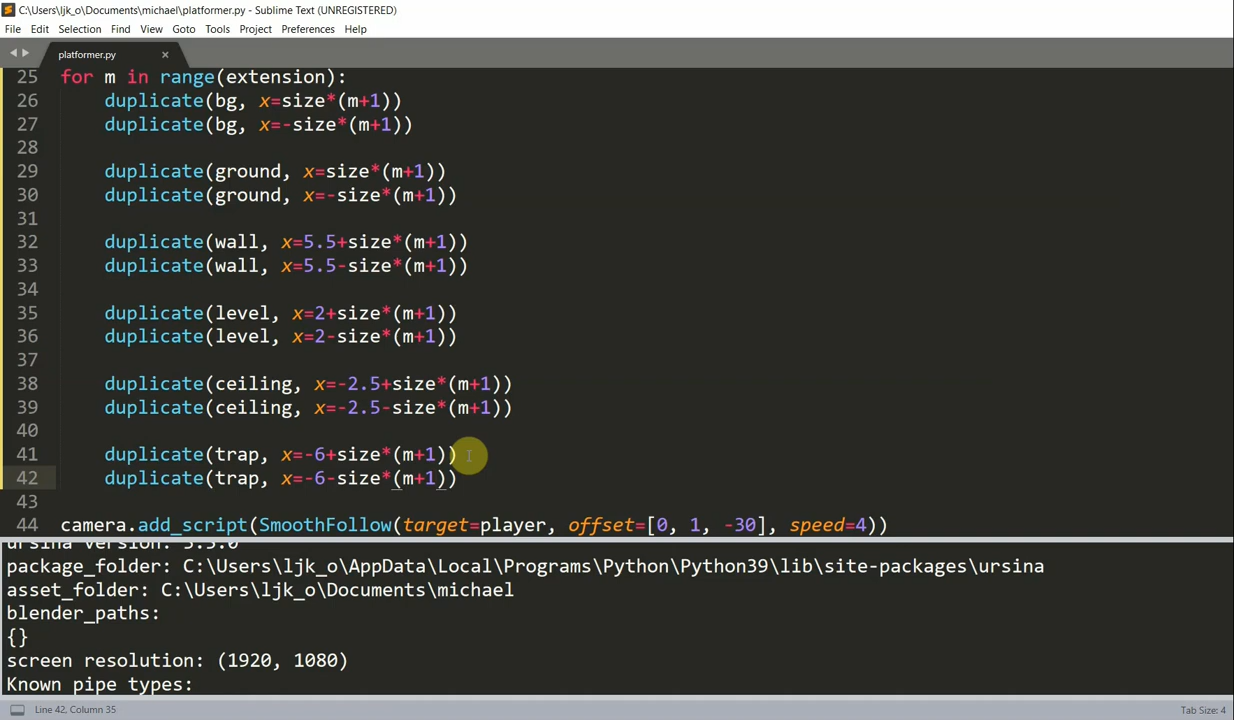 C:\Users\ljk_o\Documents\michael\platformer.py - Sublime Text (UNREGISTERED)
File Edit Selection Find View Goto Tools Project Preferences Help
platformer.py ×
25 for m in range(extension):
26 duplicate(bg, x=size*(m+1))
27 duplicate(bg, x=-size*(m+1))
28
29 duplicate(ground, x=size*(m+1))
30 duplicate(ground, x=-size*(m+1))
31
32 duplicate(wall, x=5.5+size*(m+1))
33 duplicate(wall, x=5.5-size*(m+1))
34
35 duplicate(level, x=2+size*(m+1))
36 duplicate(level, x=2-size*(m+1))
37
38 duplicate(ceiling, x=-2.5+size*(m+1))
39 duplicate(ceiling, x=-2.5-size*(m+1))
40
41 duplicate(trap, x=-6+size*(m+1))
42 duplicate(trap, x=-6-size*(m+1))
43
44 camera.add_script(SmoothFollow(target=player, offset=[0, 1, -30], speed=4))
package_folder: C:\Users\ljk_o\AppData\Local\Programs\Python\Python39\lib\site-packages\ursina
asset_folder: C:\Users\ljk_o\Documents\michael
blender_paths:
{}
screen resolution: (1920, 1080)
Known pipe types:
Line 42, Column 35 Tab Size: 4